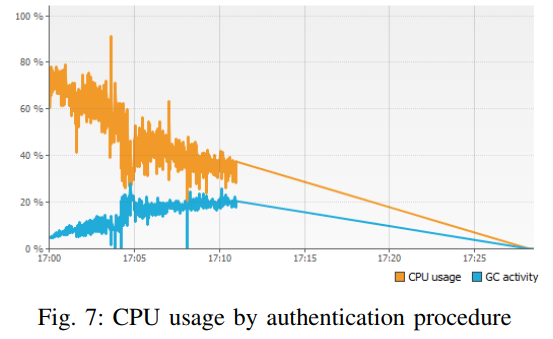 100 %
80 %
60 %
40 %
20 %
0 %
17:00 17:05 17:10 17:15 17:20 17:25
CPU usage GC activity
Fig. 7: CPU usage by authentication procedure